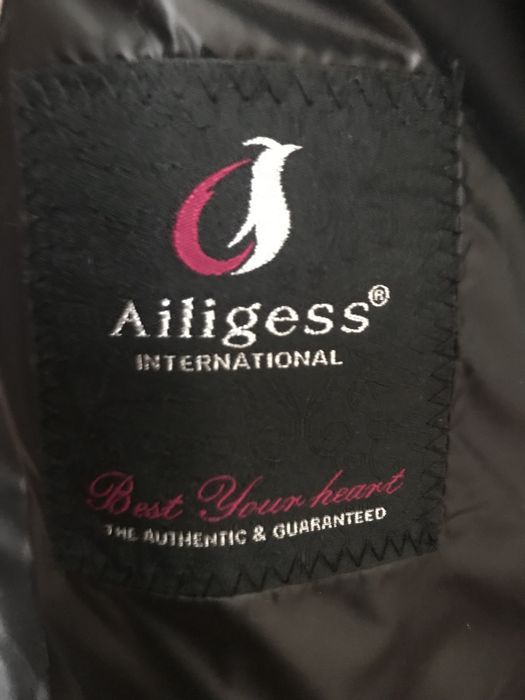 Ailigess®
INTERNATIONAL
Best Your heart
THE AUTHENTIC & GUARANTEED